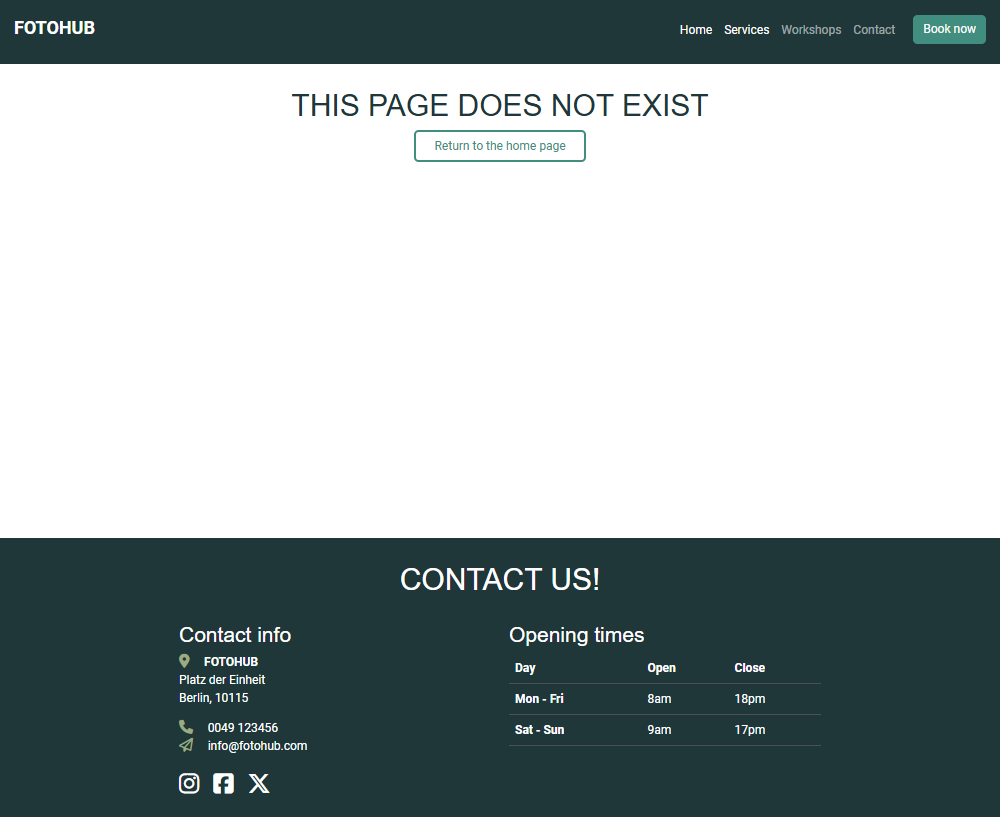 FOTOHUB
Home Services Workshops Contact Book now
THIS PAGE DOES NOT EXIST
Return to the home page
CONTACT US!
Contact info
FOTOHUB
Platz der Einheit
Berlin, 10115
0049 123456
info@fotohub.com
Opening times
Day Open Close
Mon - Fri 8am 18pm
Sat - Sun 9am 17pm